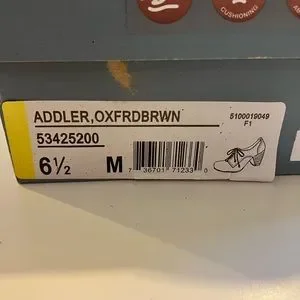 CUSHIONING
ADDLER,OXFRDBRWN
5100019049
F1
53425200
6½
M
7 36701 71233 0